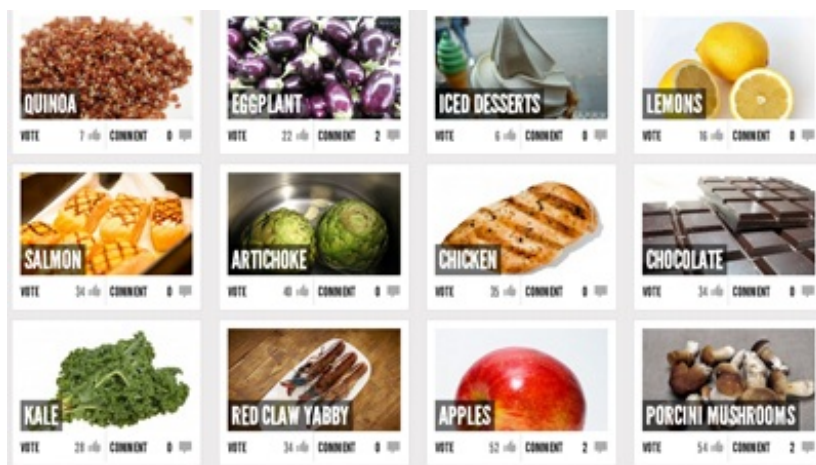 QUINOA
EGGPLANT
ICED DESSERTS
LEMONS
VOTE 7 COMMENT 0
VOTE 22 COMMENT 2
VOTE 6 COMMENT 0
VOTE 16 COMMENT 0
SALMON
ARTICHOKE
CHICKEN
CHOCOLATE
VOTE 34 COMMENT 0
VOTE 40 COMMENT 0
VOTE 35 COMMENT 0
VOTE 34 COMMENT 0
KALE
RED CLAW YABBY
APPLES
PORCINI MUSHROOMS
VOTE 28 COMMENT 0
VOTE 34 COMMENT 0
VOTE 52 COMMENT 2
VOTE 54 COMMENT 2